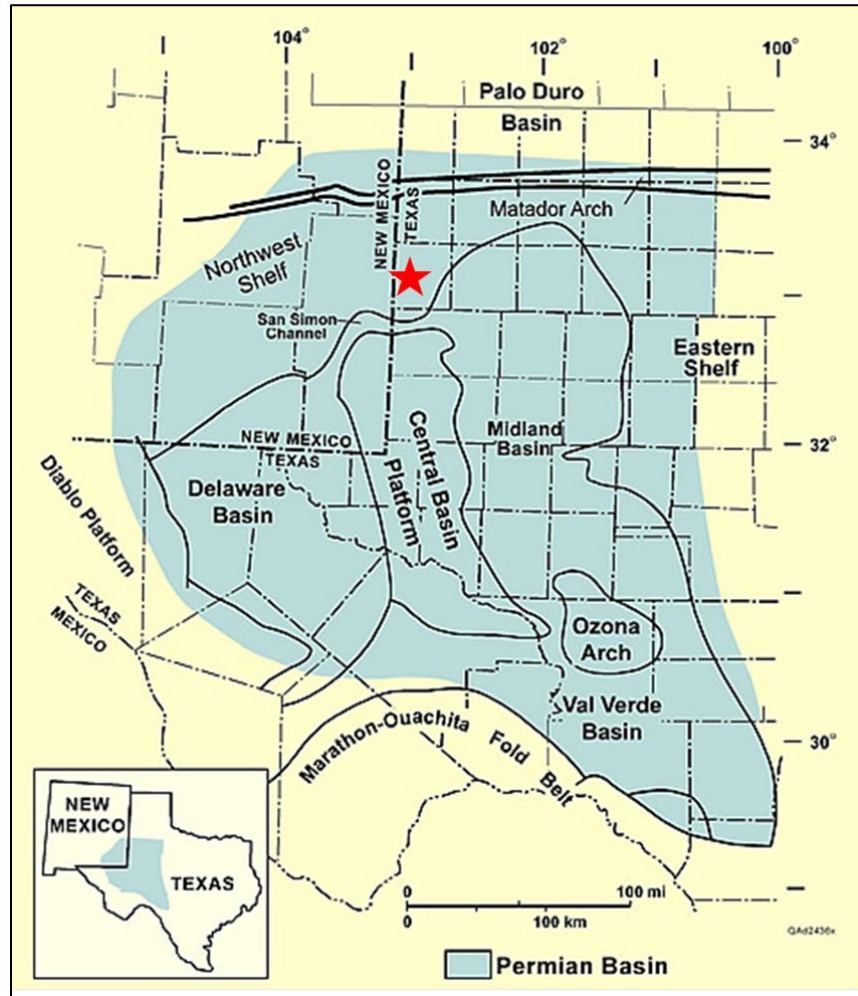 104°
102°
100°
Palo Duro
Basin
34°
NEW MEXICO
TEXAS
Matador Arch
Northwest
Shelf
San Simon
Channel
Eastern
Shelf
Central Basin
Platform
Midland
Basin
NEW MEXICO
TEXAS
32°
Delaware
Basin
Diablo Platform
TEXAS
MEXICO
Ozona
Arch
Val Verde
Basin
30°
Marathon-Ouachita Fold Belt
NEW
MEXICO
TEXAS
0 100 mi
0 100 km
QAd2436x
Permian Basin